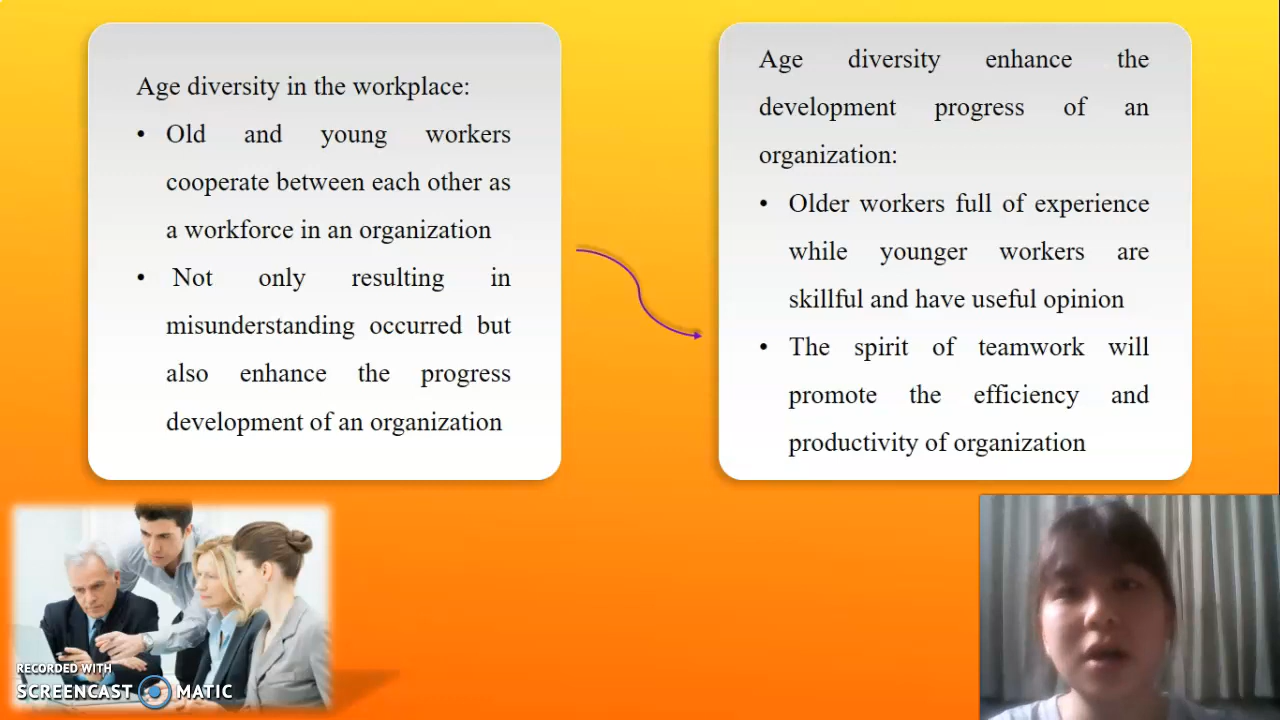 Age diversity in the workplace:
• Old and young workers
cooperate between each other as
a workforce in an organization
• Not only resulting in
misunderstanding occurred but
also enhance the progress
development of an organization
Age diversity enhance the
development progress of an
organization:
• Older workers full of experience
while younger workers are
skillful and have useful opinion
• The spirit of teamwork will
promote the efficiency and
productivity of organization
RECORDED WITH
SCREENCAST MATIC